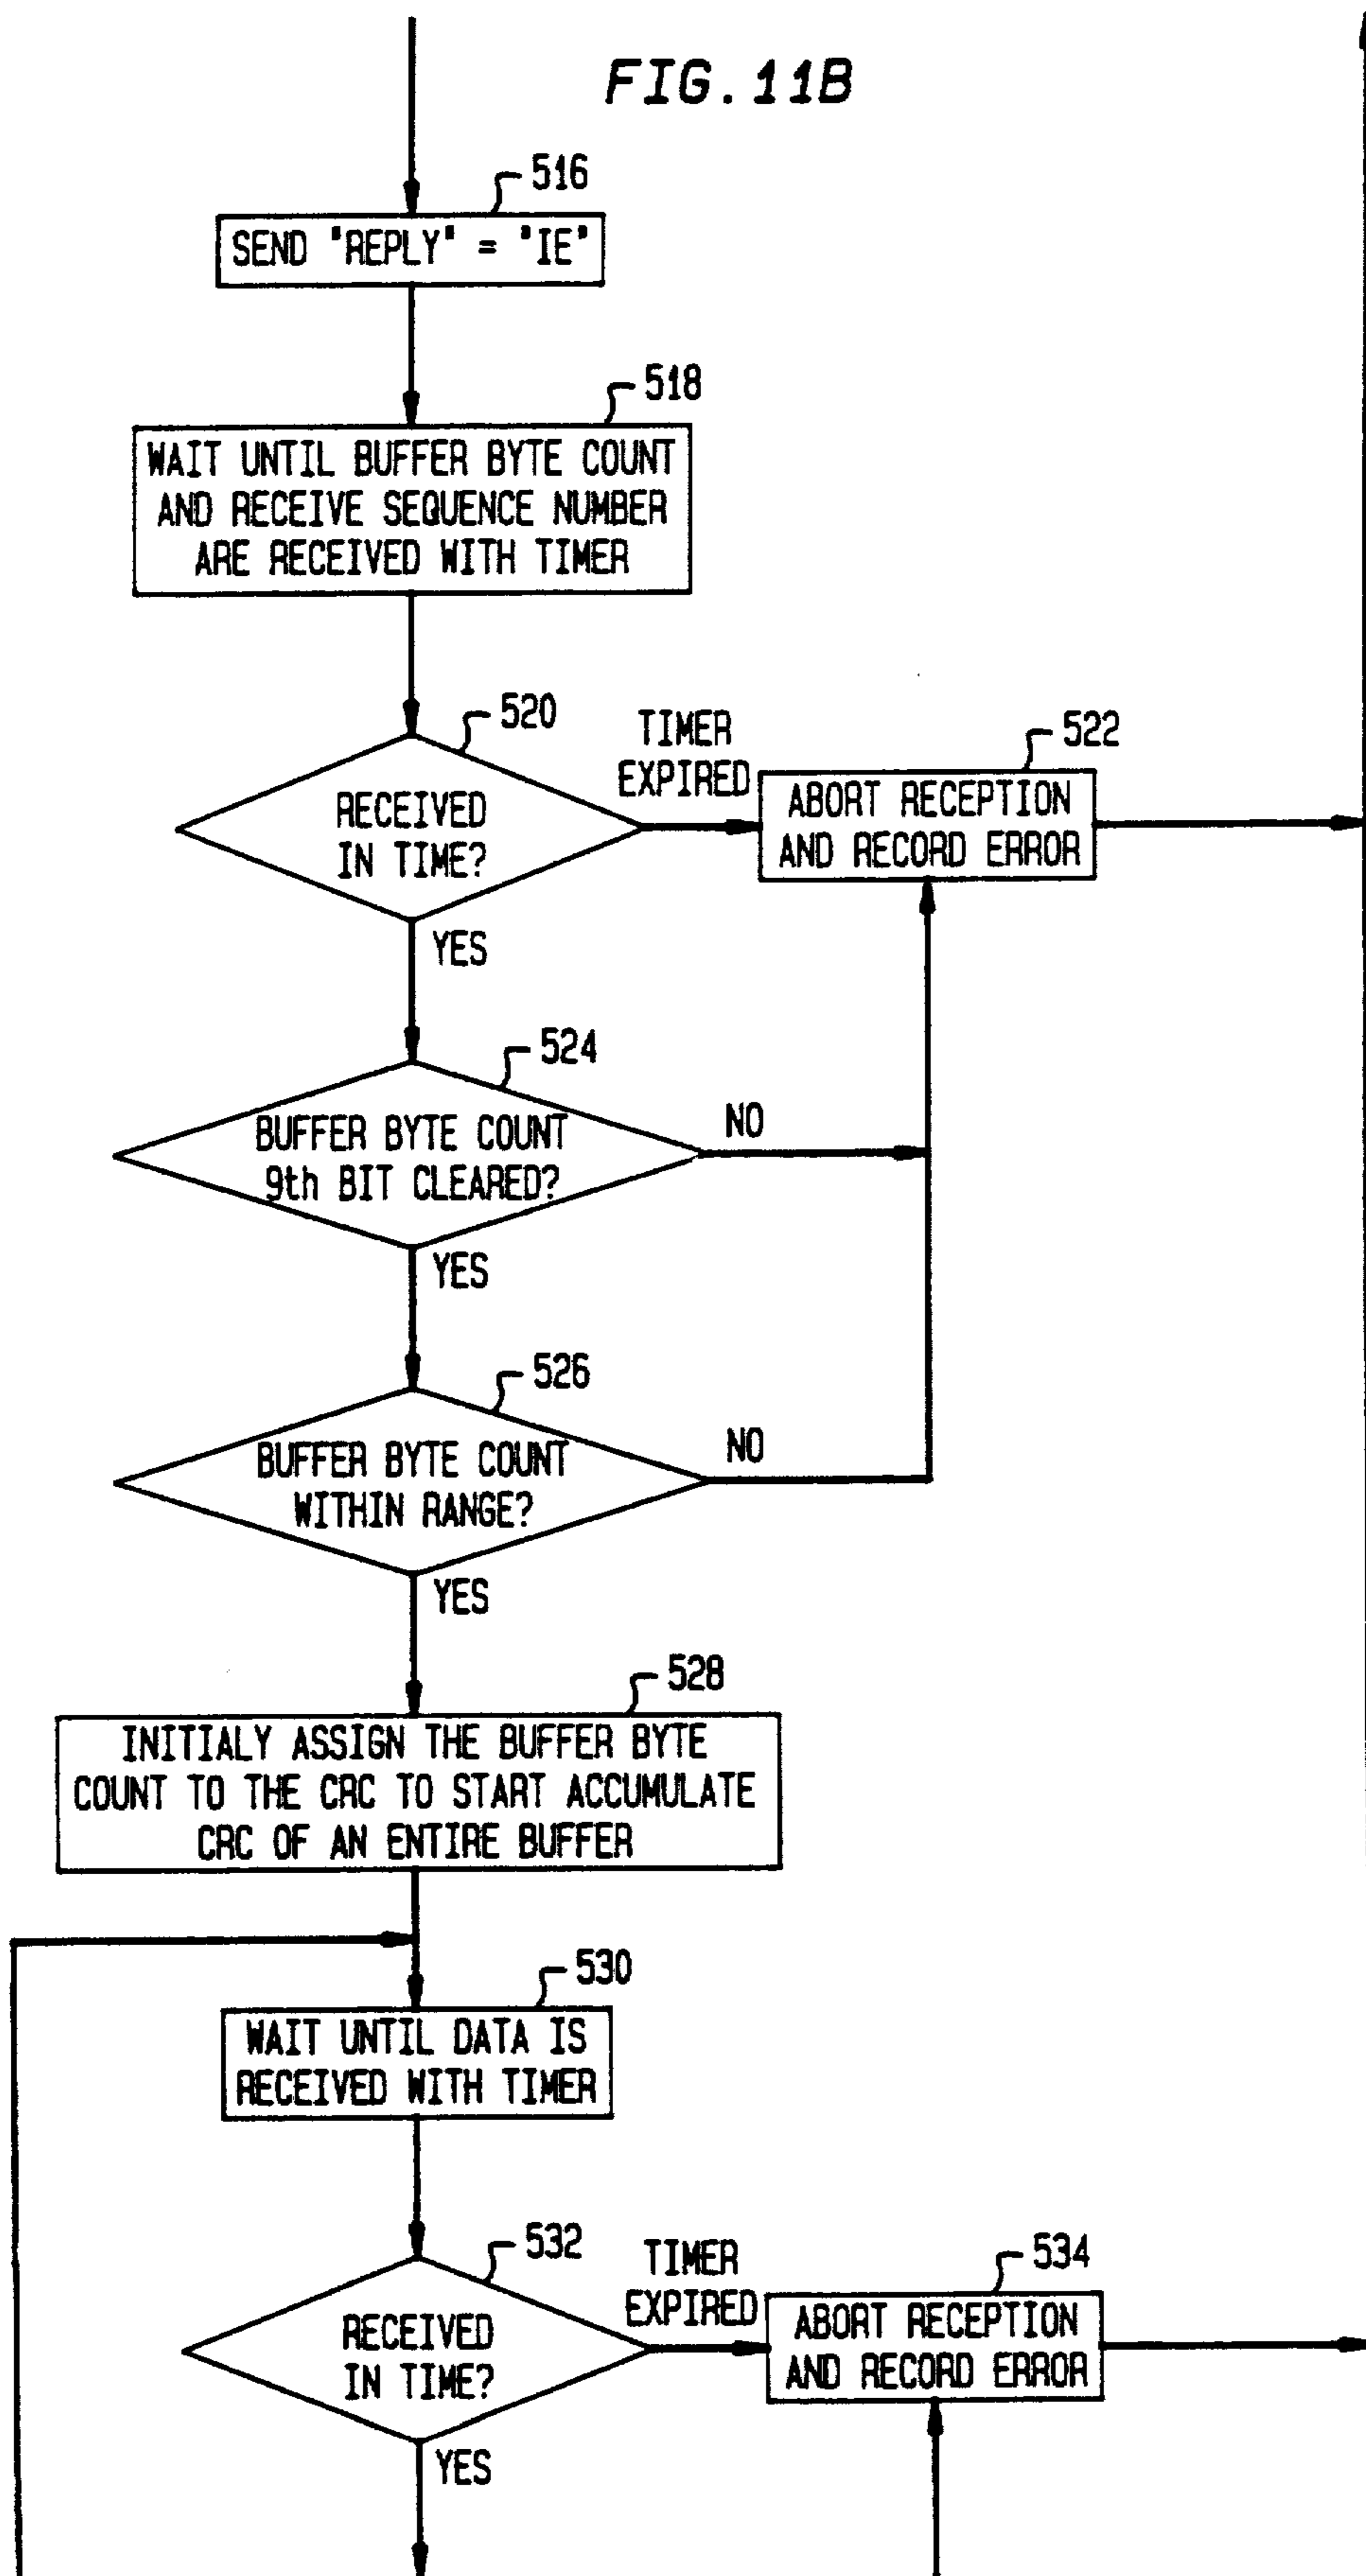 FIG. 11B
516
SEND "REPLY" = "IE"
518
WAIT UNTIL BUFFER BYTE COUNT
AND RECEIVE SEQUENCE NUMBER
ARE RECEIVED WITH TIMER
520
TIMER
EXPIRED
522
RECEIVED
IN TIME?
ABORT RECEPTION
AND RECORD ERROR
YES
524
BUFFER BYTE COUNT
9th BIT CLEARED?
NO
YES
526
BUFFER BYTE COUNT
WITHIN RANGE?
NO
YES
528
INITIALY ASSIGN THE BUFFER BYTE
COUNT TO THE CRC TO START ACCUMULATE
CRC OF AN ENTIRE BUFFER
530
WAIT UNTIL DATA IS
RECEIVED WITH TIMER
532
TIMER
EXPIRED
534
RECEIVED
IN TIME?
ABORT RECEPTION
AND RECORD ERROR
YES